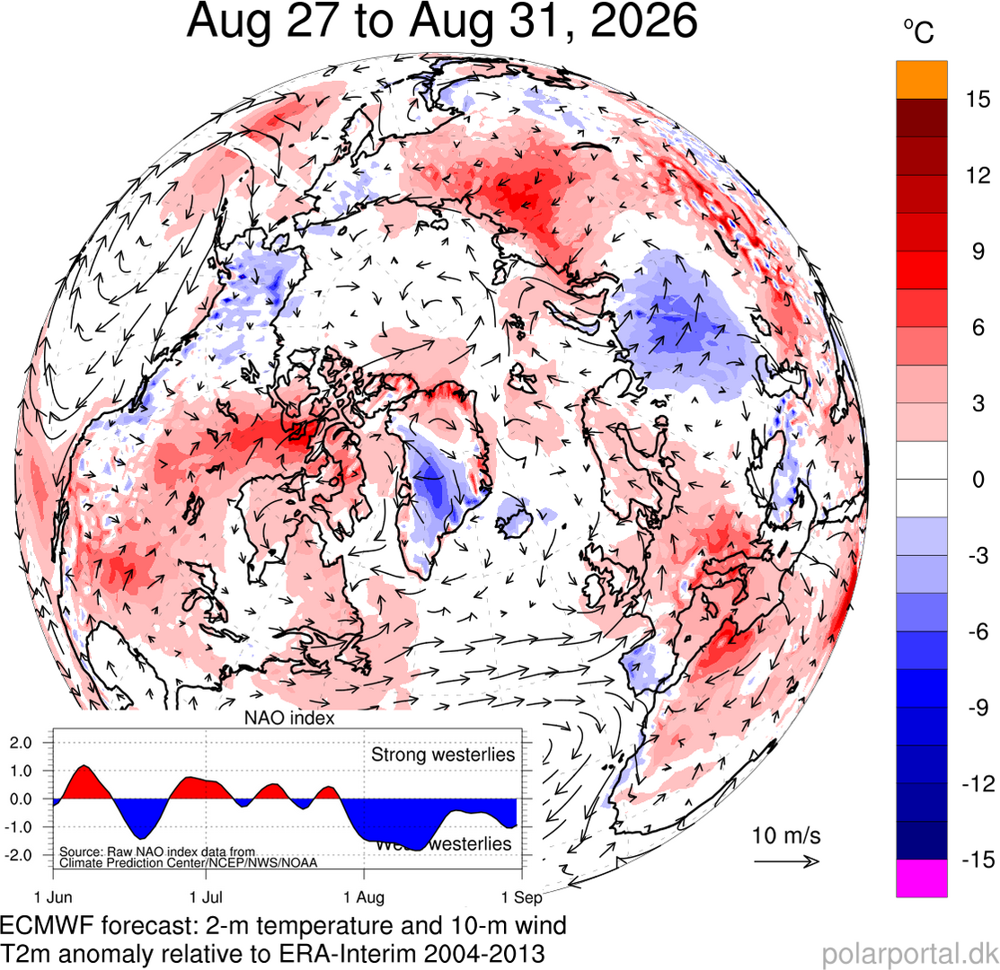 Aug 27 to Aug 31, 2026
°C
15
12
9
6
3
0
-3
-6
-9
-12
-15
10 m/s
NAO index
2.0
1.0
0.0
-1.0
-2.0
Strong westerlies
Weak westerlies
Source: Raw NAO index data from
Climate Prediction Center/NCEP/NWS/NOAA
1 Jun
1 Jul
1 Aug
1 Sep
ECMWF forecast: 2-m temperature and 10-m wind
T2m anomaly relative to ERA-Interim 2004-2013
polarportal.dk